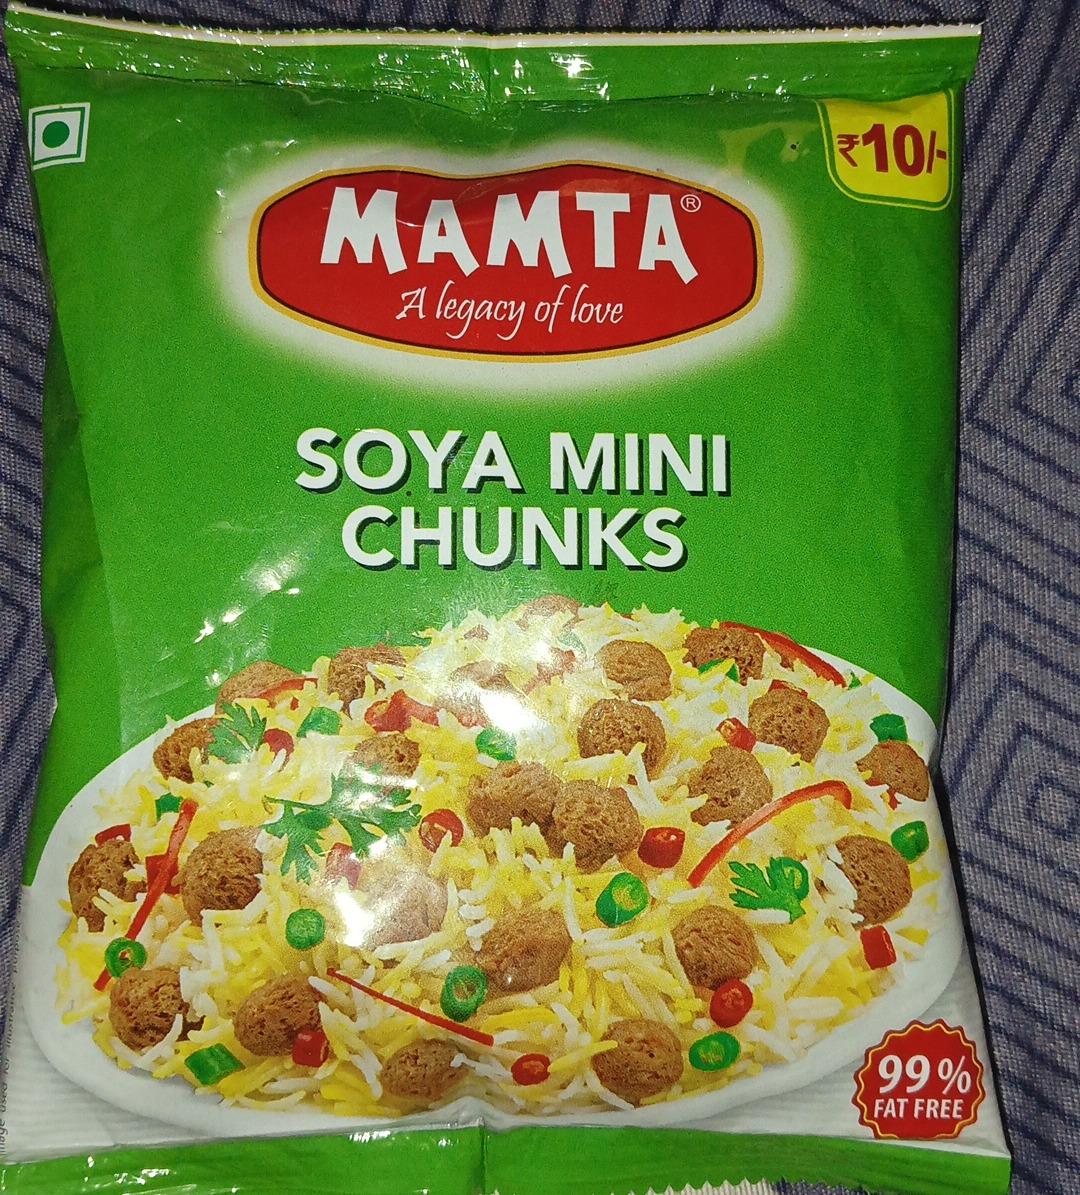 ₹10/-
MAMTA®
A legacy of love
SOYA MINI
CHUNKS
99%
FAT FREE